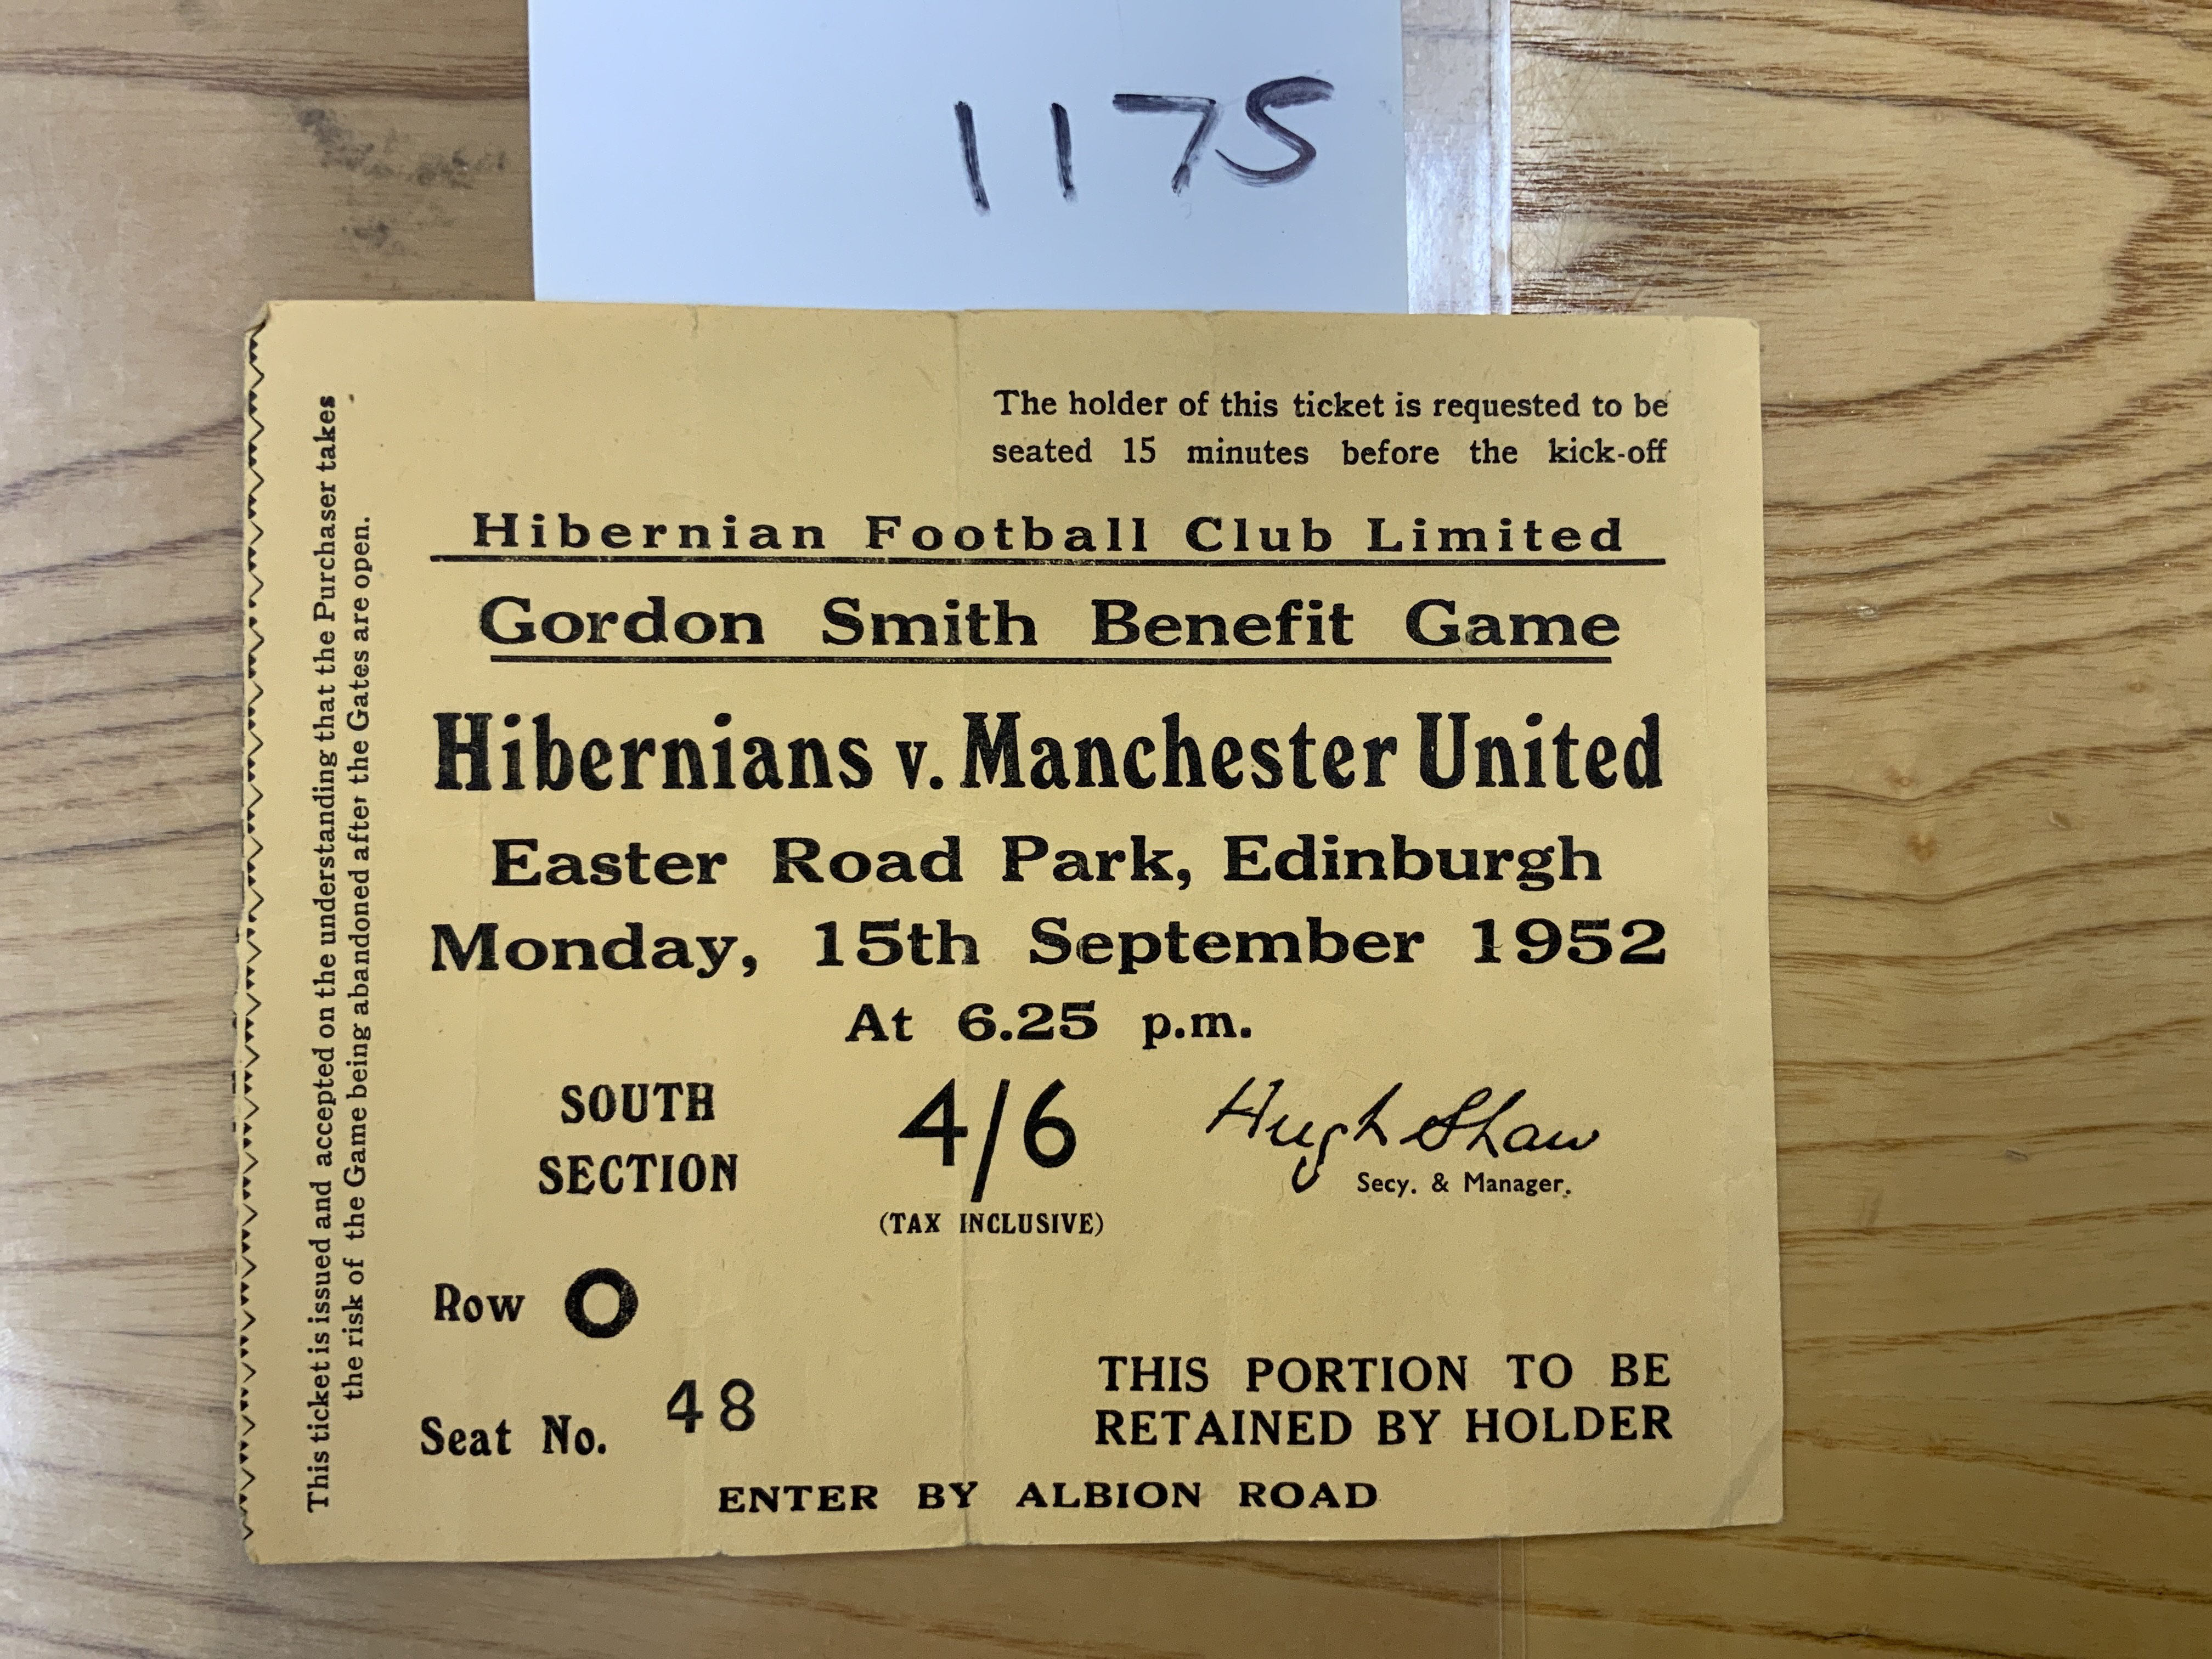 1175
The holder of this ticket is requested to be
seated 15 minutes before the kick-off
Hibernian Football Club Limited
Gordon Smith Benefit Game
Hibernians v. Manchester United
Easter Road Park, Edinburgh
Monday, 15th September 1952
At 6.25 p.m.
SOUTH
SECTION
4/6
(TAX INCLUSIVE)
Hugh Shaw
Secy. & Manager.
Row O
Seat No. 48
THIS PORTION TO BE
RETAINED BY HOLDER
ENTER BY ALBION ROAD
This ticket is issued and accepted on the understanding that the Purchaser takes
the risk of the Game being abandoned after the Gates are open.